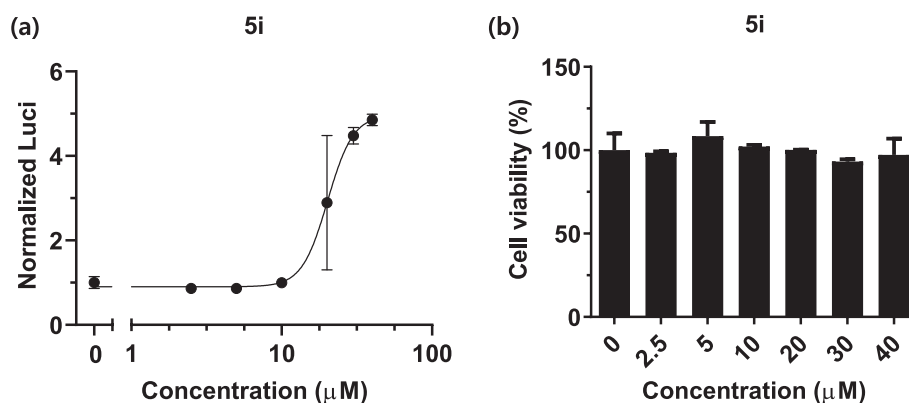 (a)
5i
Normalized Luci
6
4
2
0
0
1
10
100
Concentration (μM)
(b)
5i
Cell viability (%)
150
100
50
0
0
2.5
5
10
20
30
40
Concentration (μM)